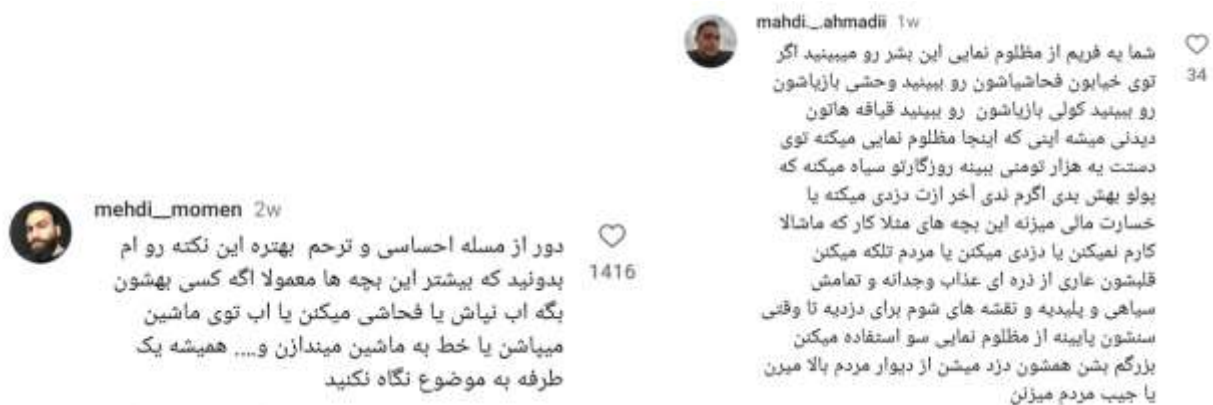 mehdi__momen 2w
دور از مسله احساسی و ترحم بهتره این نکته رو ام
بدونید که بیشتر این بچه ها معمولا اگه کسی بهشون
بگه اب نپاش یا فحاشی میکنن یا اب توی ماشین
میپاشن یا خط به ماشین میندازن و.... همیشه یک
طرفه به موضوع نگاه نکنید
1416
mahdi._.ahmadii 1w
شما یه فریم از مظلوم نمایی این بشر رو میبینید اگر
توی خیابون فحاشیاشون رو ببینید وحشی بازیاشون
رو ببینید کولی بازیاشون رو ببینید قیافه هاتون
دیدنی میشه اینی که اینجا مظلوم نمایی میکنه توی
دستت یه هزار تومنی ببینه روزگارتو سیاه میکنه که
پولو بهش بدی اگرم ندی آخر ازت دزدی میکنه یا
خسارت مالی میزنه این بچه های مثلا کار که ماشالا
کارم نمیکنن یا دزدی میکنن یا مردم تلکه میکنن
قلبشون عاری از ذره ای عذاب وجدانه و تمامش
سیاهی و پلیدیه و نقشه های شوم برای دزدیه تا وقتی
سنشون پایینه از مظلوم نمایی سو استفاده میکنن
بزرگم بشن همشون دزد میشن از دیوار مردم بالا میرن
یا جیب مردم میزنن
34